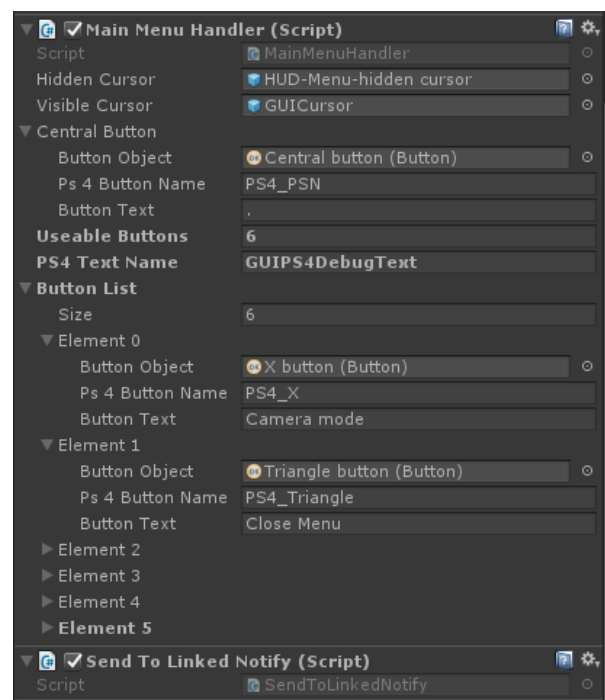 Main Menu Handler (Script)
Script MainMenuHandler
Hidden Cursor HUD-Menu-hidden cursor
Visible Cursor GUICursor
Central Button
Button Object Central button (Button)
Ps 4 Button Name PS4_PSN
Button Text .
Useable Buttons 6
PS4 Text Name GUIPS4DebugText
Button List
Size 6
Element 0
Button Object X button (Button)
Ps 4 Button Name PS4_X
Button Text Camera mode
Element 1
Button Object Triangle button (Button)
Ps 4 Button Name PS4_Triangle
Button Text Close Menu
Element 2
Element 3
Element 4
Element 5
Send To Linked Notify (Script)
Script SendToLinkedNotify